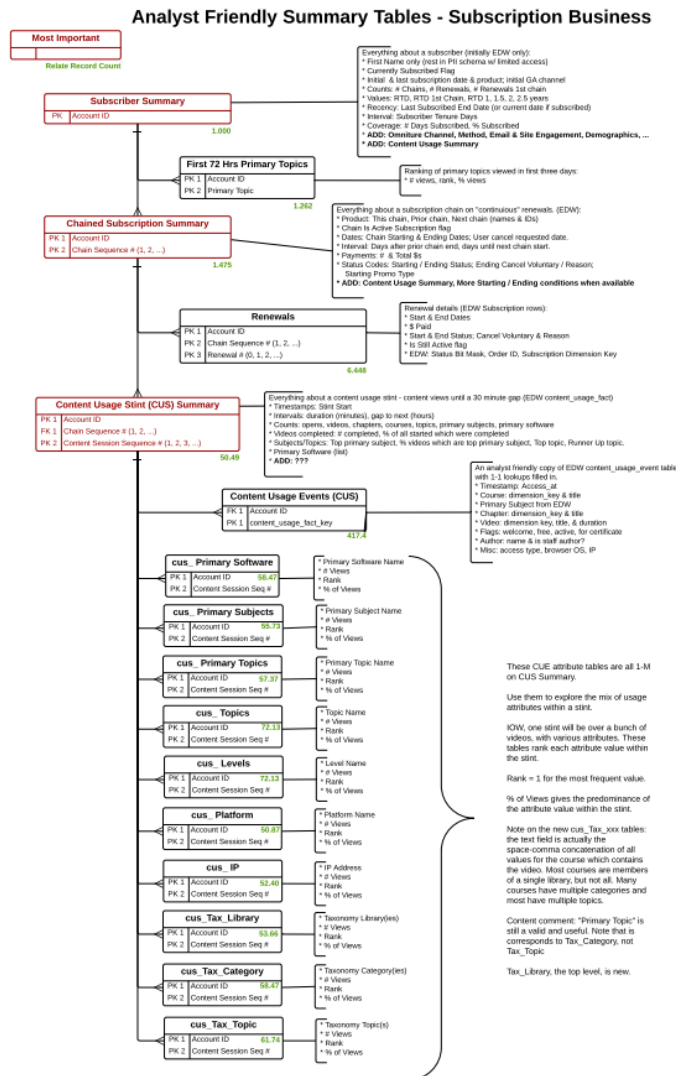 Analyst Friendly Summary Tables - Subscription Business
Most Important
Relate Record Count
Subscriber Summary
PK Account ID
1.000
Everything about a subscriber (initially EDW only):
* First Name only (rest in PII schema w/ limited access)
* Currently Subscribed Flag
* Initial & last subscription date & product; initial GA channel
* Counts: # Chains, # Renewals, # Renewals 1st chain
* Values: RTD, RTD 1st Chain, RTD 1, 1.5, 2, 2.5 years
* Recency: Last Subscribed End Date (or current date if subscribed)
* Interval: Subscriber Tenure Days
* Coverage: # Days Subscribed, % Subscribed
* ADD: Omniture Channel, Method, Email & Site Engagement, Demographics, ...
* ADD: Content Usage Summary
First 72 Hrs Primary Topics
PK 1 Account ID
PK 2 Primary Topic
1.262
Ranking of primary topics viewed in first three days:
* # views, rank, % views
Chained Subscription Summary
PK 1 Account ID
PK 2 Chain Sequence # (1, 2, ...)
1.475
Everything about a subscription chain on "continuious" renewals. (EDW):
* Product: This chain, Prior chain, Next chain (names & IDs)
* Chain Is Active Subscription flag
* Dates: Chain Starting & Ending Dates; User cancel requested date.
* Interval: Days after prior chain end, days until next chain start.
* Payments: # & Total $s
* Status Codes: Starting / Ending Status; Ending Cancel Voluntary / Reason;
Starting Promo Type
* ADD: Content Usage Summary, More Starting / Ending conditions when available
Renewals
PK 1 Account ID
PK 2 Chain Sequence # (1, 2, ...)
PK 3 Renewal # (0, 1, 2, ...)
6.448
Renewal details (EDW Subscription rows):
* Start & End Dates
* $ Paid
* Start & End Status; Cancel Voluntary & Reason
* Is Still Active flag
* EDW: Status Bit Mask, Order ID, Subscription Dimension Key
Content Usage Stint (CUS) Summary
PK 1 Account ID
FK 1 Chain Sequence # (1, 2, ...)
PK 2 Content Session Sequence # (1, 2, 3, ...)
50.49
Everything about a content usage stint - content views until a 30 minute gap (EDW content_usage_fact)
* Timestamps: Stint Start
* Intervals: duration (minutes), gap to next (hours)
* Counts: opens, videos, chapters, courses, topics, primary subjects, primary software
* Videos completed: # completed, % of all started which were completed
* Subjects/Topics: Top primary subject, % videos which are top primary subject, Top topic, Runner Up topic.
* Primary Software (list)
* ADD: ???
Content Usage Events (CUS)
FK 1 Account ID
PK 1 content_usage_fact_key
417.4
An analyst friendly copy of EDW content_usage_event table
with 1-1 lookups filled in.
* Timestamp: Access_at
* Course: dimension_key & title
* Primary Subject from EDW
* Chapter: dimension_key & title
* Video: dimension key, title, & duration
* Flags: welcome, free, active, for certificate
* Author: name & is staff author?
* Misc: access type, browser OS, IP
cus_ Primary Software
PK 1 Account ID 58.47
PK 2 Content Session Seq #
* Primary Software Name
* # Views
* Rank
* % of Views
cus_ Primary Subjects
PK 1 Account ID 55.73
PK 2 Content Session Seq #
* Primary Subject Name
* # Views
* Rank
* % of Views
cus_ Primary Topics
PK 1 Account ID 57.37
PK 2 Content Session Seq #
* Primary Topic Name
* # Views
* Rank
* % of Views
cus_ Topics
PK 1 Account ID 72.13
PK 2 Content Session Seq #
* Topic Name
* # Views
* Rank
* % of Views
cus_ Levels
PK 1 Account ID 72.13
PK 2 Content Session Seq #
* Level Name
* # Views
* Rank
* % of Views
cus_ Platform
PK 1 Account ID 50.87
PK 2 Content Session Seq #
* Platform Name
* # Views
* Rank
* % of Views
cus_ IP
PK 1 Account ID 52.40
PK 2 Content Session Seq #
* IP Address
* # Views
* Rank
* % of Views
cus_Tax_Library
PK 1 Account ID 53.66
PK 2 Content Session Seq #
* Taxonomy Library(ies)
* # Views
* Rank
* % of Views
cus_Tax_Category
PK 1 Account ID 58.47
PK 2 Content Session Seq #
* Taxonomy Category(ies)
* # Views
* Rank
* % of Views
cus_Tax_Topic
PK 1 Account ID 61.74
PK 2 Content Session Seq #
* Taxonomy Topic(s)
* # Views
* Rank
* % of Views
These CUE attribute tables are all 1-M
on CUS Summary.
Use them to explore the mix of usage
attributes within a stint.
IOW, one stint will be over a bunch of
videos, with various attributes. These
tables rank each attribute value within
the stint.
Rank = 1 for the most frequent value.
% of Views gives the predominance of
the attribute value within the stint.
Note on the new cus_Tax_xxx tables:
the text field is actually the
space-comma concatenation of all
values for the course which contains
the video. Most courses are members
of a single library, but not all. Many
courses have multiple categories and
most have multiple topics.
Content comment: "Primary Topic" is
still a valid and useful. Note that is
corresponds to Tax_Category, not
Tax_Topic
Tax_Library, the top level, is new.